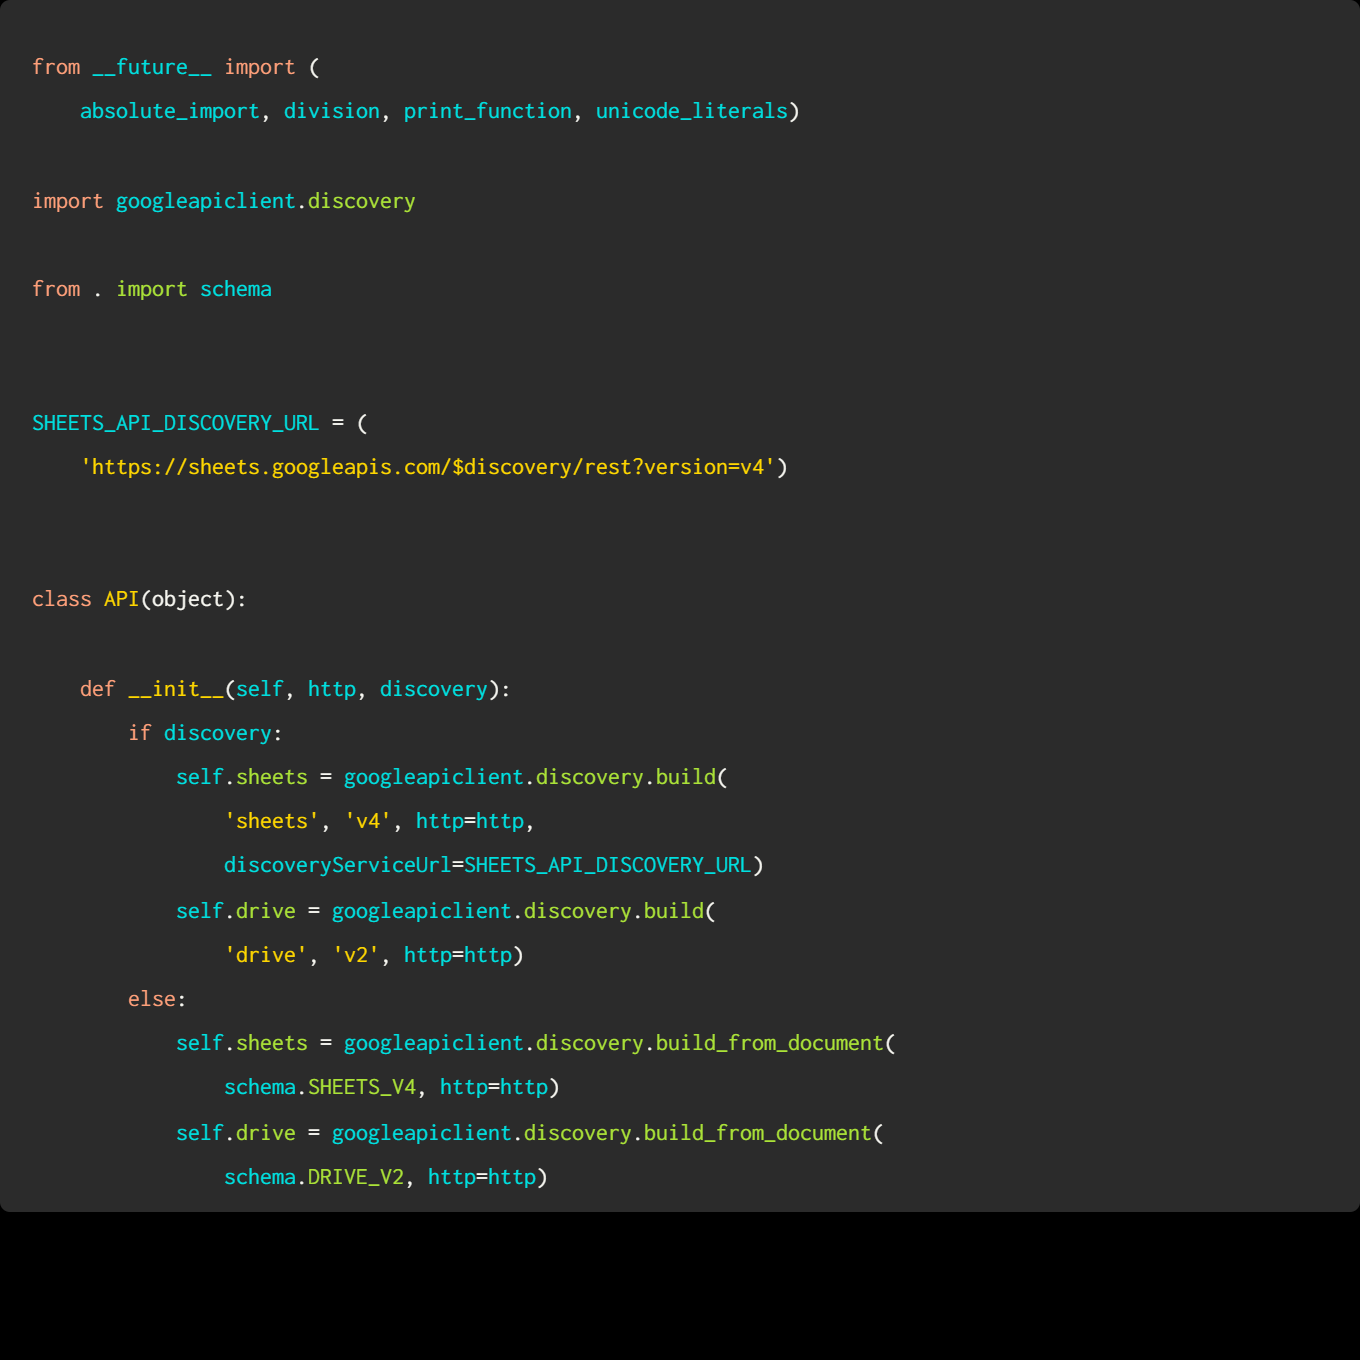 from __future__ import (
    absolute_import, division, print_function, unicode_literals)

import googleapiclient.discovery

from . import schema


SHEETS_API_DISCOVERY_URL = (
    'https://sheets.googleapis.com/$discovery/rest?version=v4')


class API(object):

    def __init__(self, http, discovery):
        if discovery:
            self.sheets = googleapiclient.discovery.build(
                'sheets', 'v4', http=http,
                discoveryServiceUrl=SHEETS_API_DISCOVERY_URL)
            self.drive = googleapiclient.discovery.build(
                'drive', 'v2', http=http)
        else:
            self.sheets = googleapiclient.discovery.build_from_document(
                schema.SHEETS_V4, http=http)
            self.drive = googleapiclient.discovery.build_from_document(
                schema.DRIVE_V2, http=http)